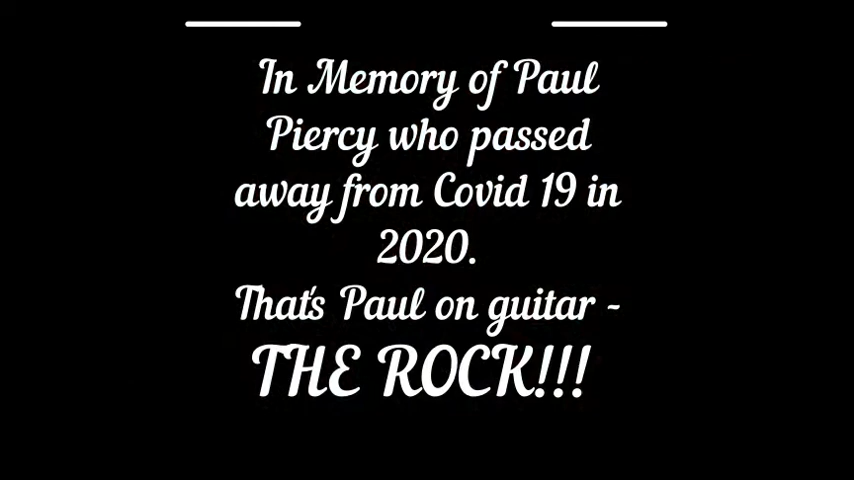 In Memory of Paul
Piercy who passed
away from Covid 19 in
2020.
That's Paul on guitar -
THE ROCK!!!